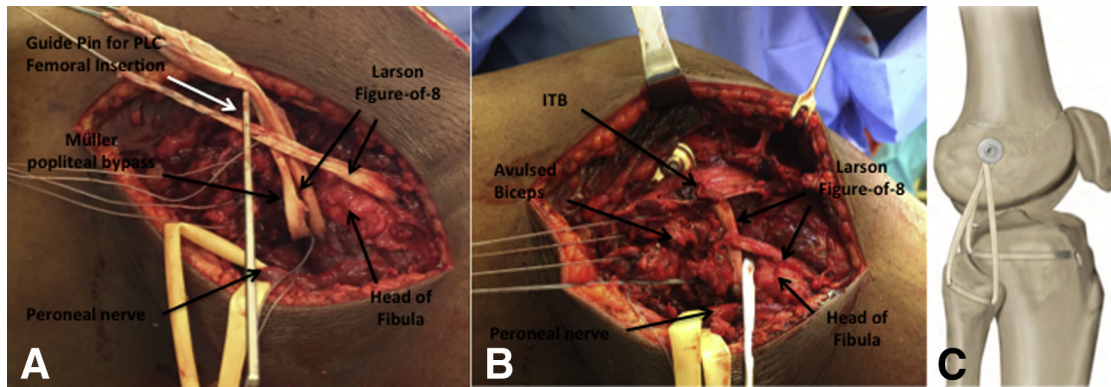 Guide Pin for PLC
Femoral Insertion
Larson
Figure-of-8
Müller
popliteal bypass
Peroneal nerve
Head of
Fibula
A
ITB
Avulsed
Biceps
Larson
Figure-of-8
Peroneal nerve
Head of
Fibula
B
C